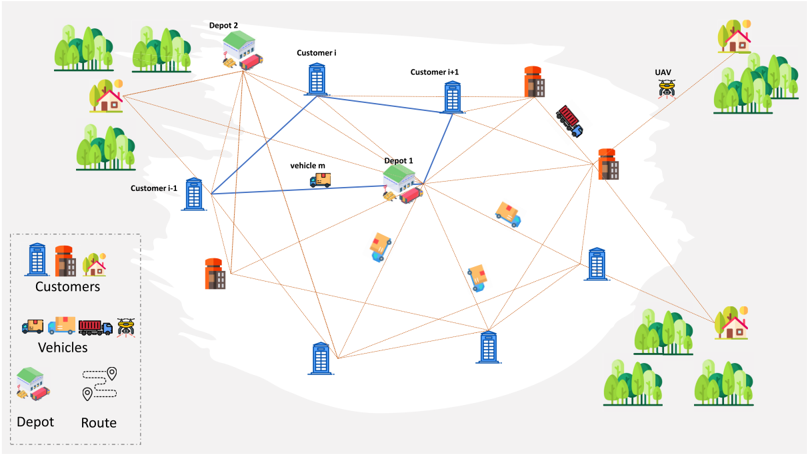 Depot 2
Customer i
Customer i+1
UAV
Depot 1
vehicle m
Customer i-1
Customers
Vehicles
Depot
Route